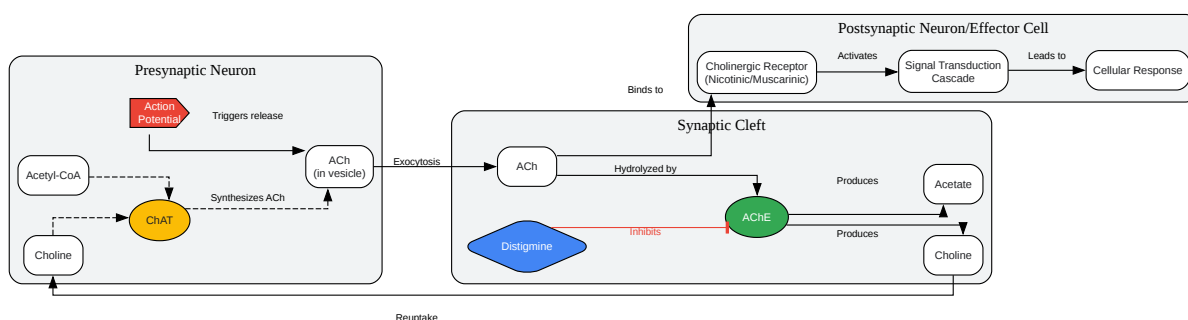 Postsynaptic Neuron/Effector Cell
Cholinergic Receptor
(Nicotinic/Muscarinic)
Activates
Signal Transduction
Cascade
Leads to
Cellular Response
Presynaptic Neuron
Action
Potential
Triggers release
Binds to
Synaptic Cleft
ACh
(in vesicle)
Exocytosis
ACh
Hydrolyzed by
Acetyl-CoA
Synthesizes ACh
ChAT
Choline
Produces
Acetate
AChE
Produces
Inhibits
Distigmine
Choline
Reuptake